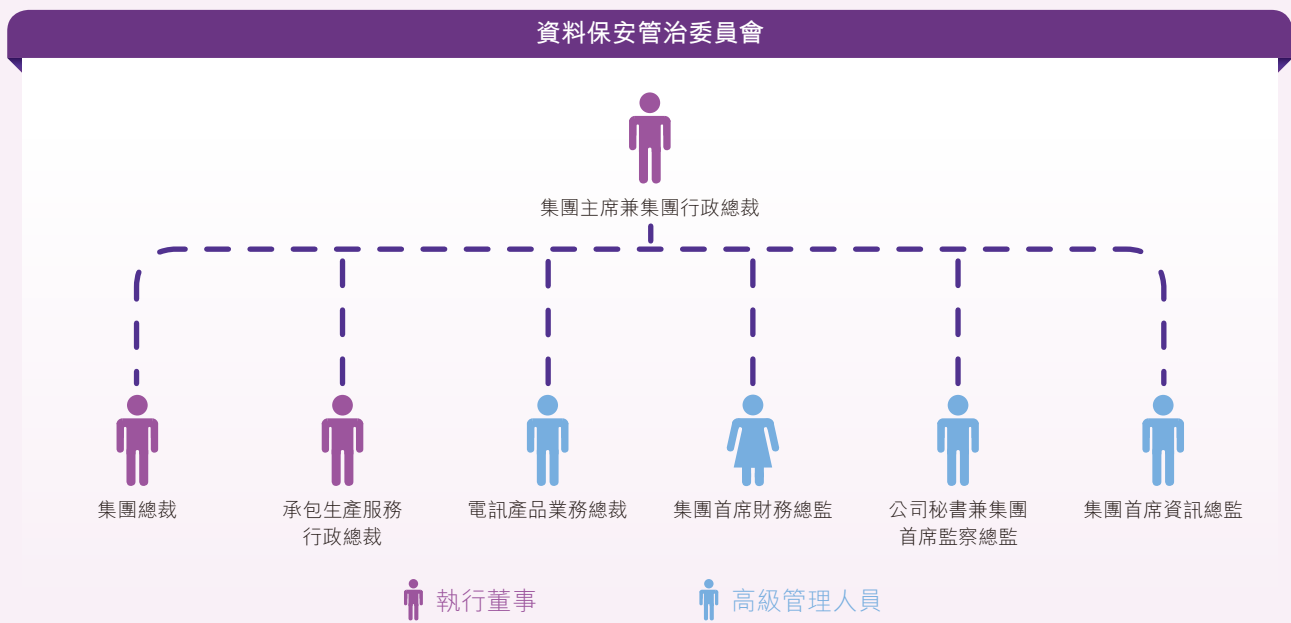 資料保安管治委員會
集團主席兼集團行政總裁
集團總裁
承包生產服務
行政總裁
電訊產品業務總裁
集團首席財務總監
公司秘書兼集團
首席監察總監
集團首席資訊總監
執行董事
高級管理人員